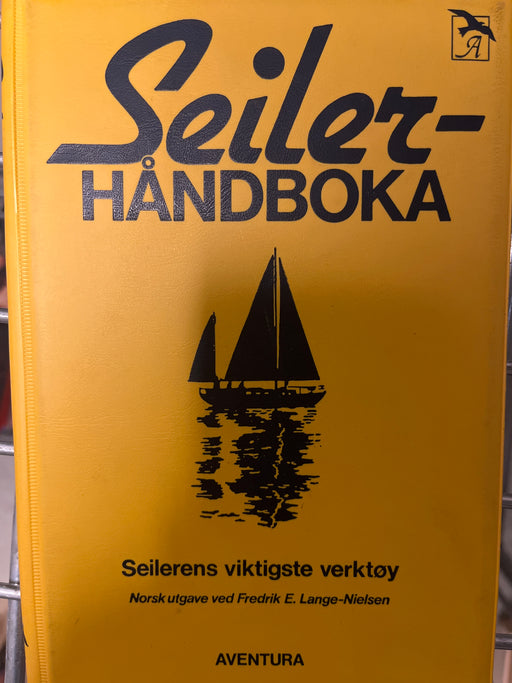 A
Seiler-
HÅNDBOKA
Seilerens viktigste verktøy
Norsk utgave ved Fredrik E. Lange-Nielsen
AVENTURA